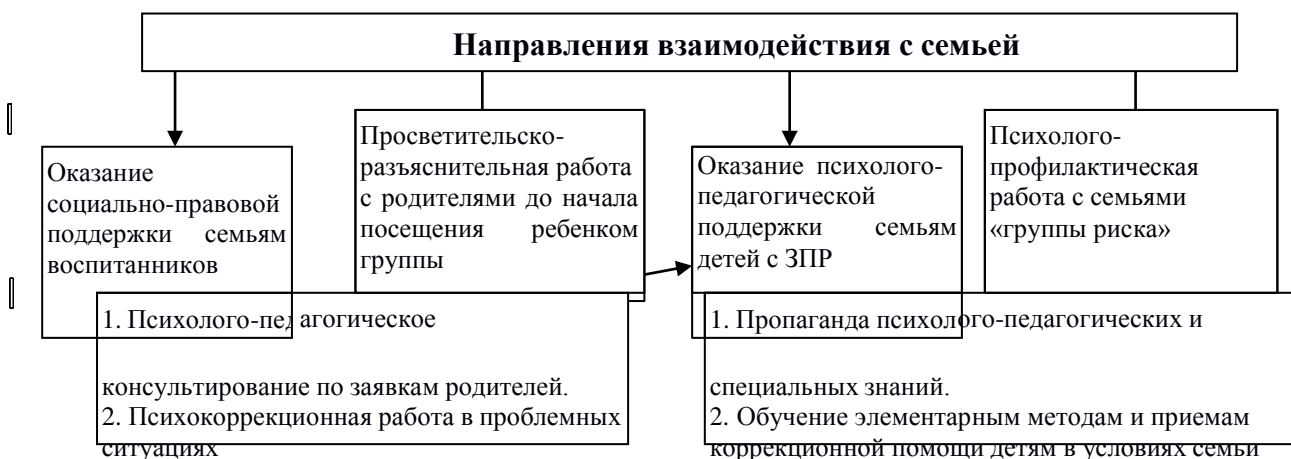 Направления взаимодействия с семьей
Оказание
социально-правовой
поддержки семьям
воспитанников
Просветительско-
разъяснительная работа
с родителями до начала
посещения ребенком
группы
Оказание психолого-
педагогической
поддержки семьям
детей с ЗПР
Психолого-
профилактическая
работа с семьями
«группы риска»
1. Психолого-педагогическое
консультирование по заявкам родителей.
2. Психокоррекционная работа в проблемных
ситуациях
1. Пропаганда психолого-педагогических и
специальных знаний.
2. Обучение элементарным методам и приемам
коррекционной помощи детям в условиях семьи